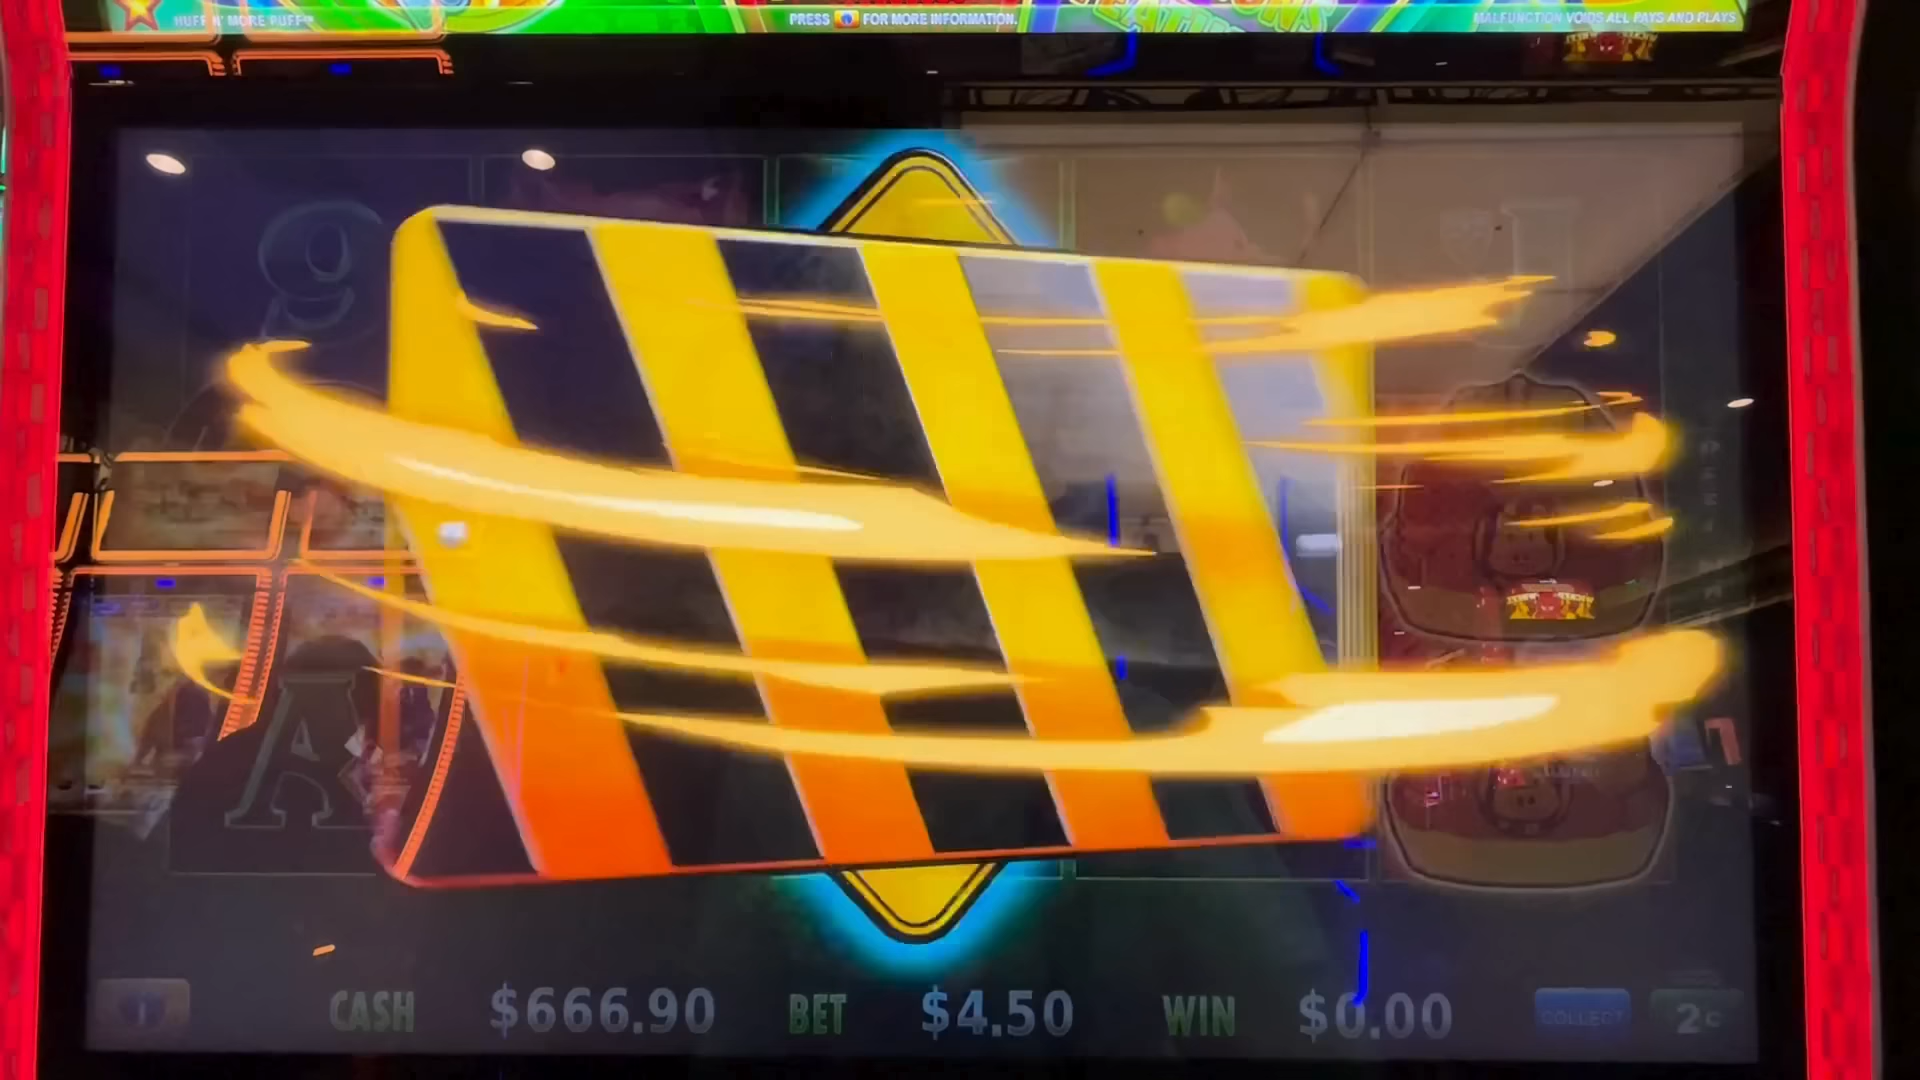 HUFF N' MORE PUFF™
PRESS FOR MORE INFORMATION.
MALFUNCTION VOIDS ALL PAYS AND PLAYS
9
A
CASH $666.90 BET $4.50 WIN $0.00 COLLECT 2¢